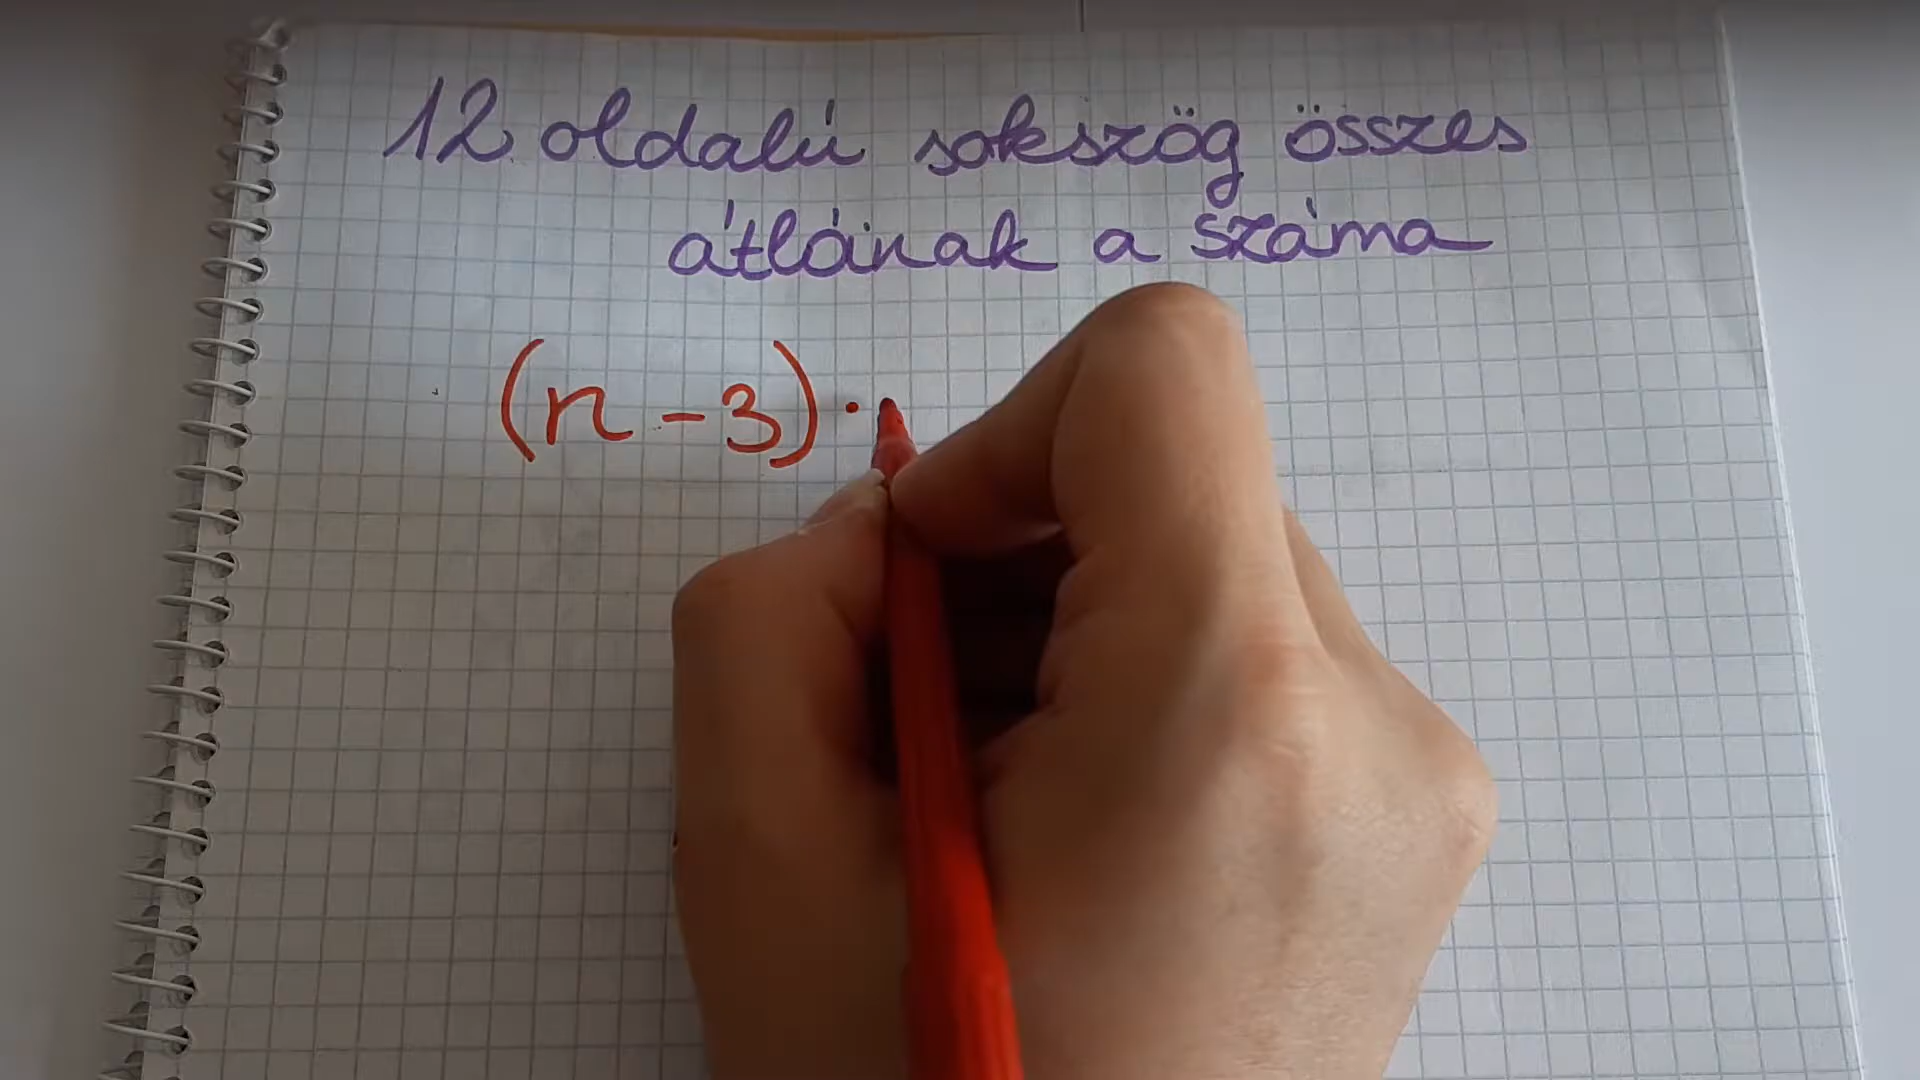 12 oldalú sokszög összes
átlóinak a száma
(n-3)·